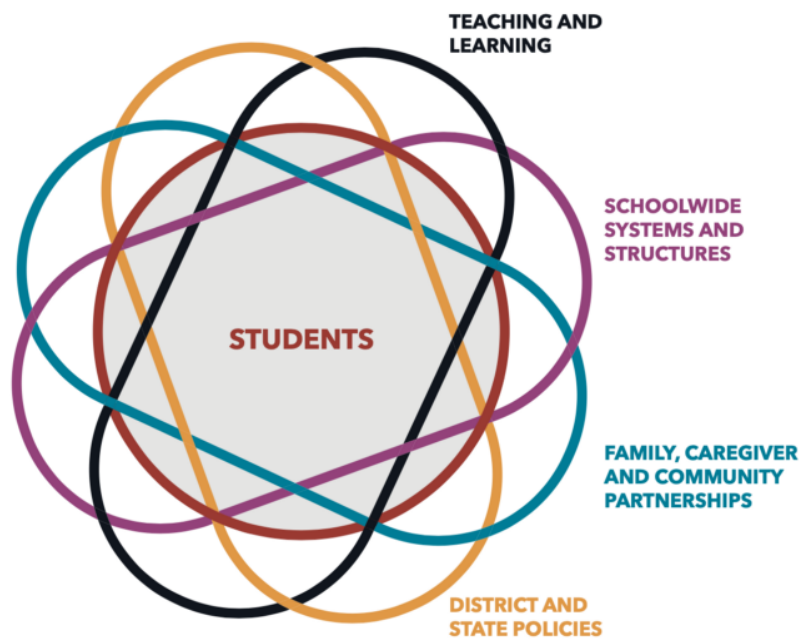 TEACHING AND
LEARNING
SCHOOLWIDE
SYSTEMS AND
STRUCTURES
STUDENTS
FAMILY, CAREGIVER
AND COMMUNITY
PARTNERSHIPS
DISTRICT AND
STATE POLICIES